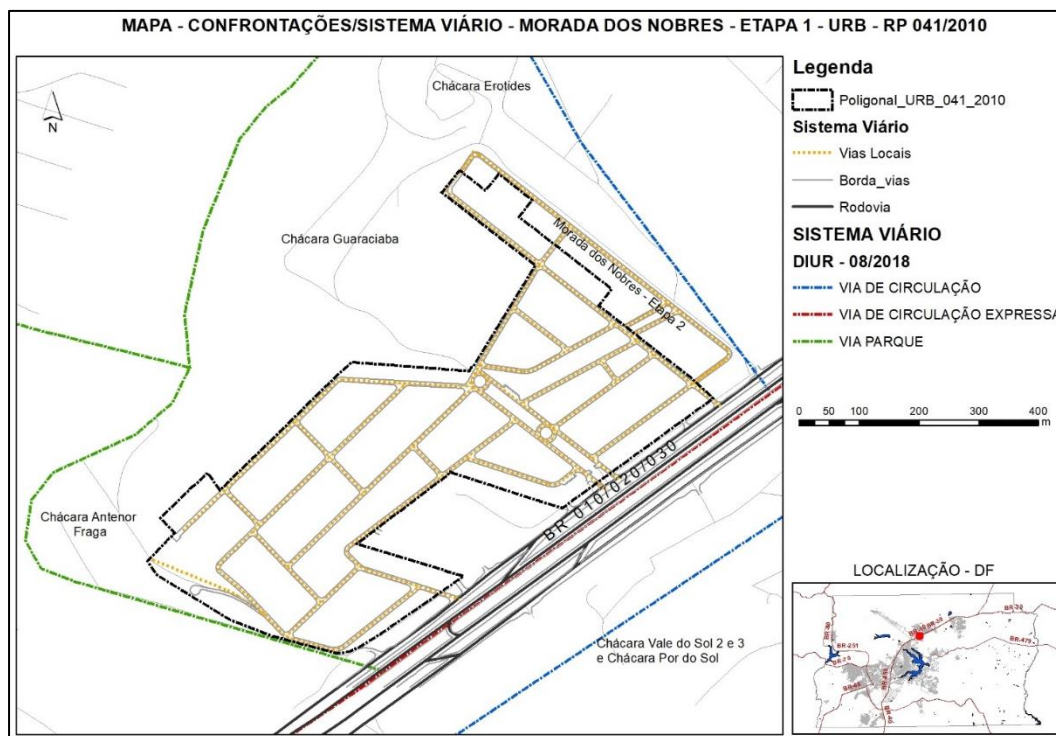 MAPA - CONFRONTAÇÕES/SISTEMA VIÁRIO - MORADA DOS NOBRES - ETAPA 1 - URB - RP 041/2010
N
Chácara Erotides
Chácara Guaraciaba
Morada dos Nobres - Etapa 2
BR 010/020/030
Chácara Antenor
Fraga
Chácara Vale do Sol 2 e 3
e Chácara Por do Sol
Legenda
Poligonal_URB_041_2010
Sistema Viário
Vias Locais
Borda_vias
Rodovia
SISTEMA VIÁRIO
DIUR - 08/2018
VIA DE CIRCULAÇÃO
VIA DE CIRCULAÇÃO EXPRESSA
VIA PARQUE
0 50 100 200 300 400
m
LOCALIZAÇÃO - DF
BR-251